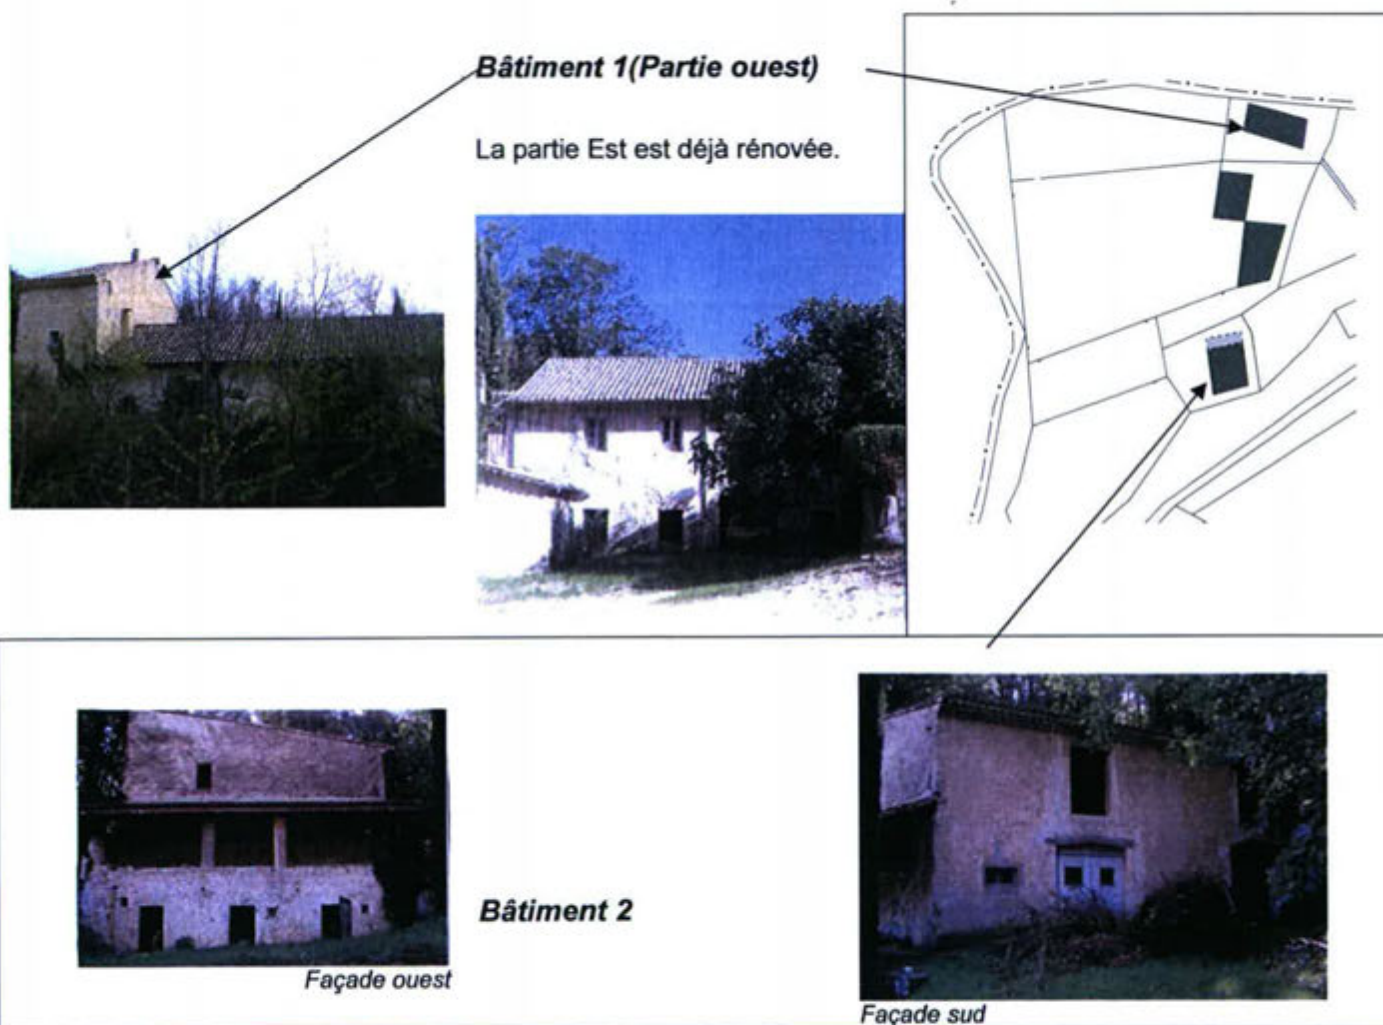 Bâtiment 1(Partie ouest)
La partie Est est déjà rénovée.
Bâtiment 2
Façade ouest
Façade sud